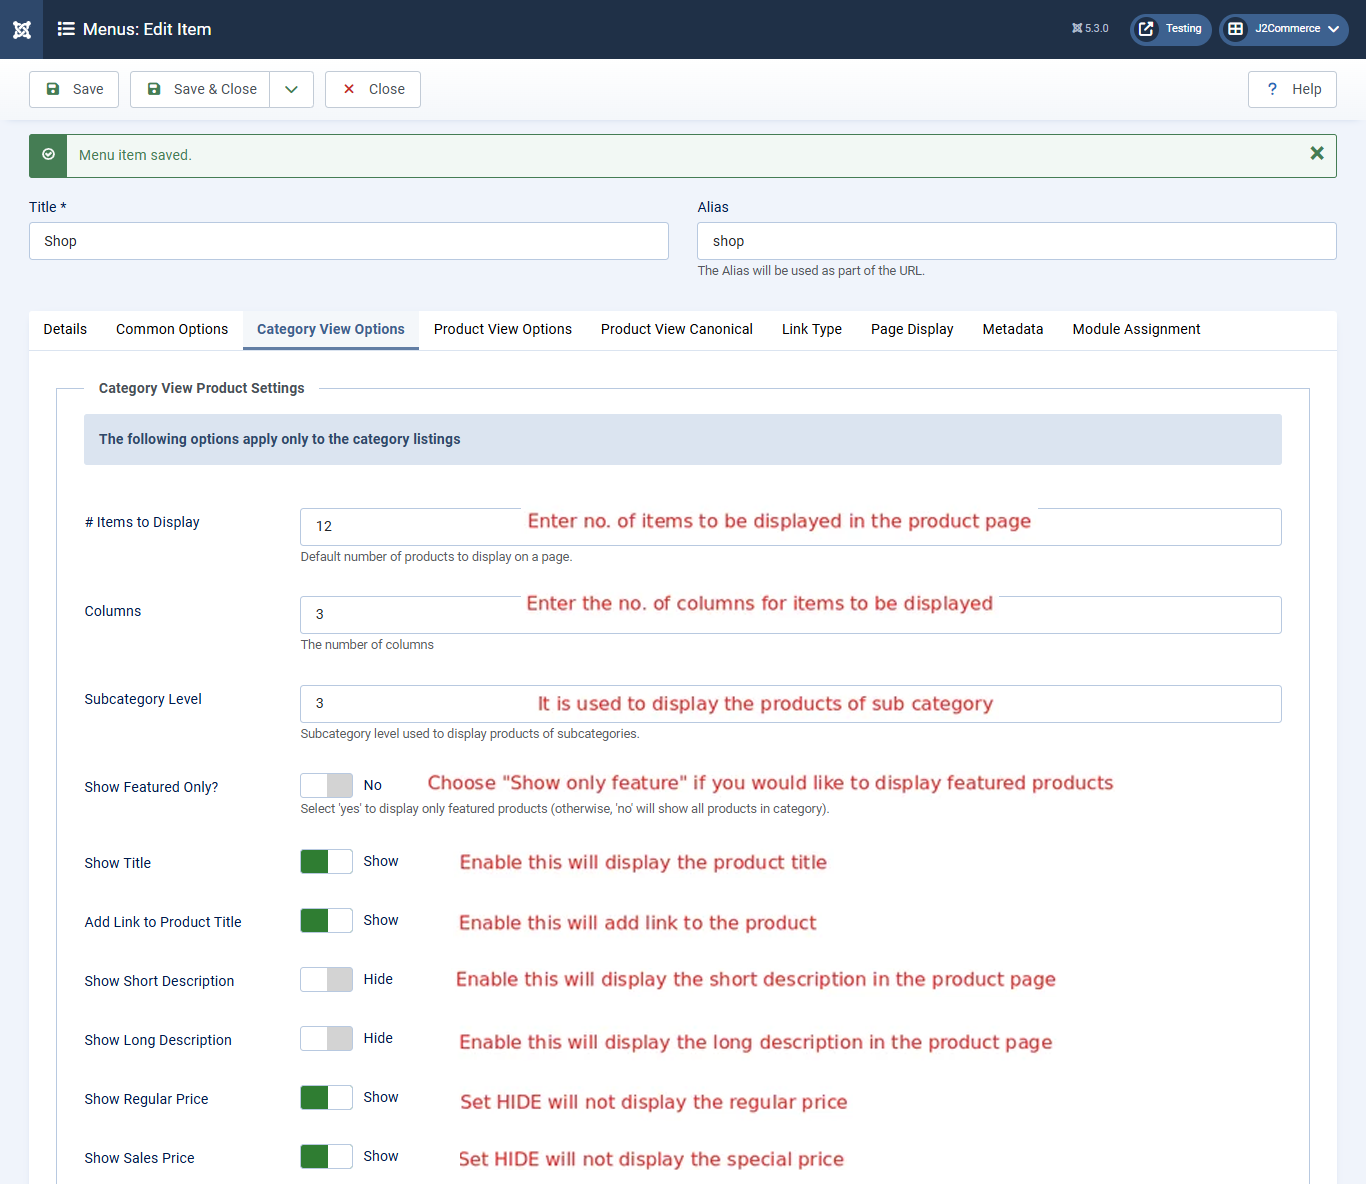 Menus: Edit Item
5.3.0
Testing
J2Commerce
Save
Save & Close
Close
? Help
Menu item saved.
Title *
Alias
Shop
shop
The Alias will be used as part of the URL.
Details Common Options Category View Options Product View Options Product View Canonical Link Type Page Display Metadata Module Assignment
Category View Product Settings
The following options apply only to the category listings
# Items to Display
12
Enter no. of items to be displayed in the product page
Default number of products to display on a page.
Columns
3
Enter the no. of columns for items to be displayed
The number of columns
Subcategory Level
3
It is used to display the products of sub category
Subcategory level used to display products of subcategories.
Show Featured Only?
No
Choose "Show only feature" if you would like to display featured products
Select 'yes' to display only featured products (otherwise, 'no' will show all products in category).
Show Title
Show
Enable this will display the product title
Add Link to Product Title
Show
Enable this will add link to the product
Show Short Description
Hide
Enable this will display the short description in the product page
Show Long Description
Hide
Enable this will display the long description in the product page
Show Regular Price
Show
Set HIDE will not display the regular price
Show Sales Price
Show
Set HIDE will not display the special price